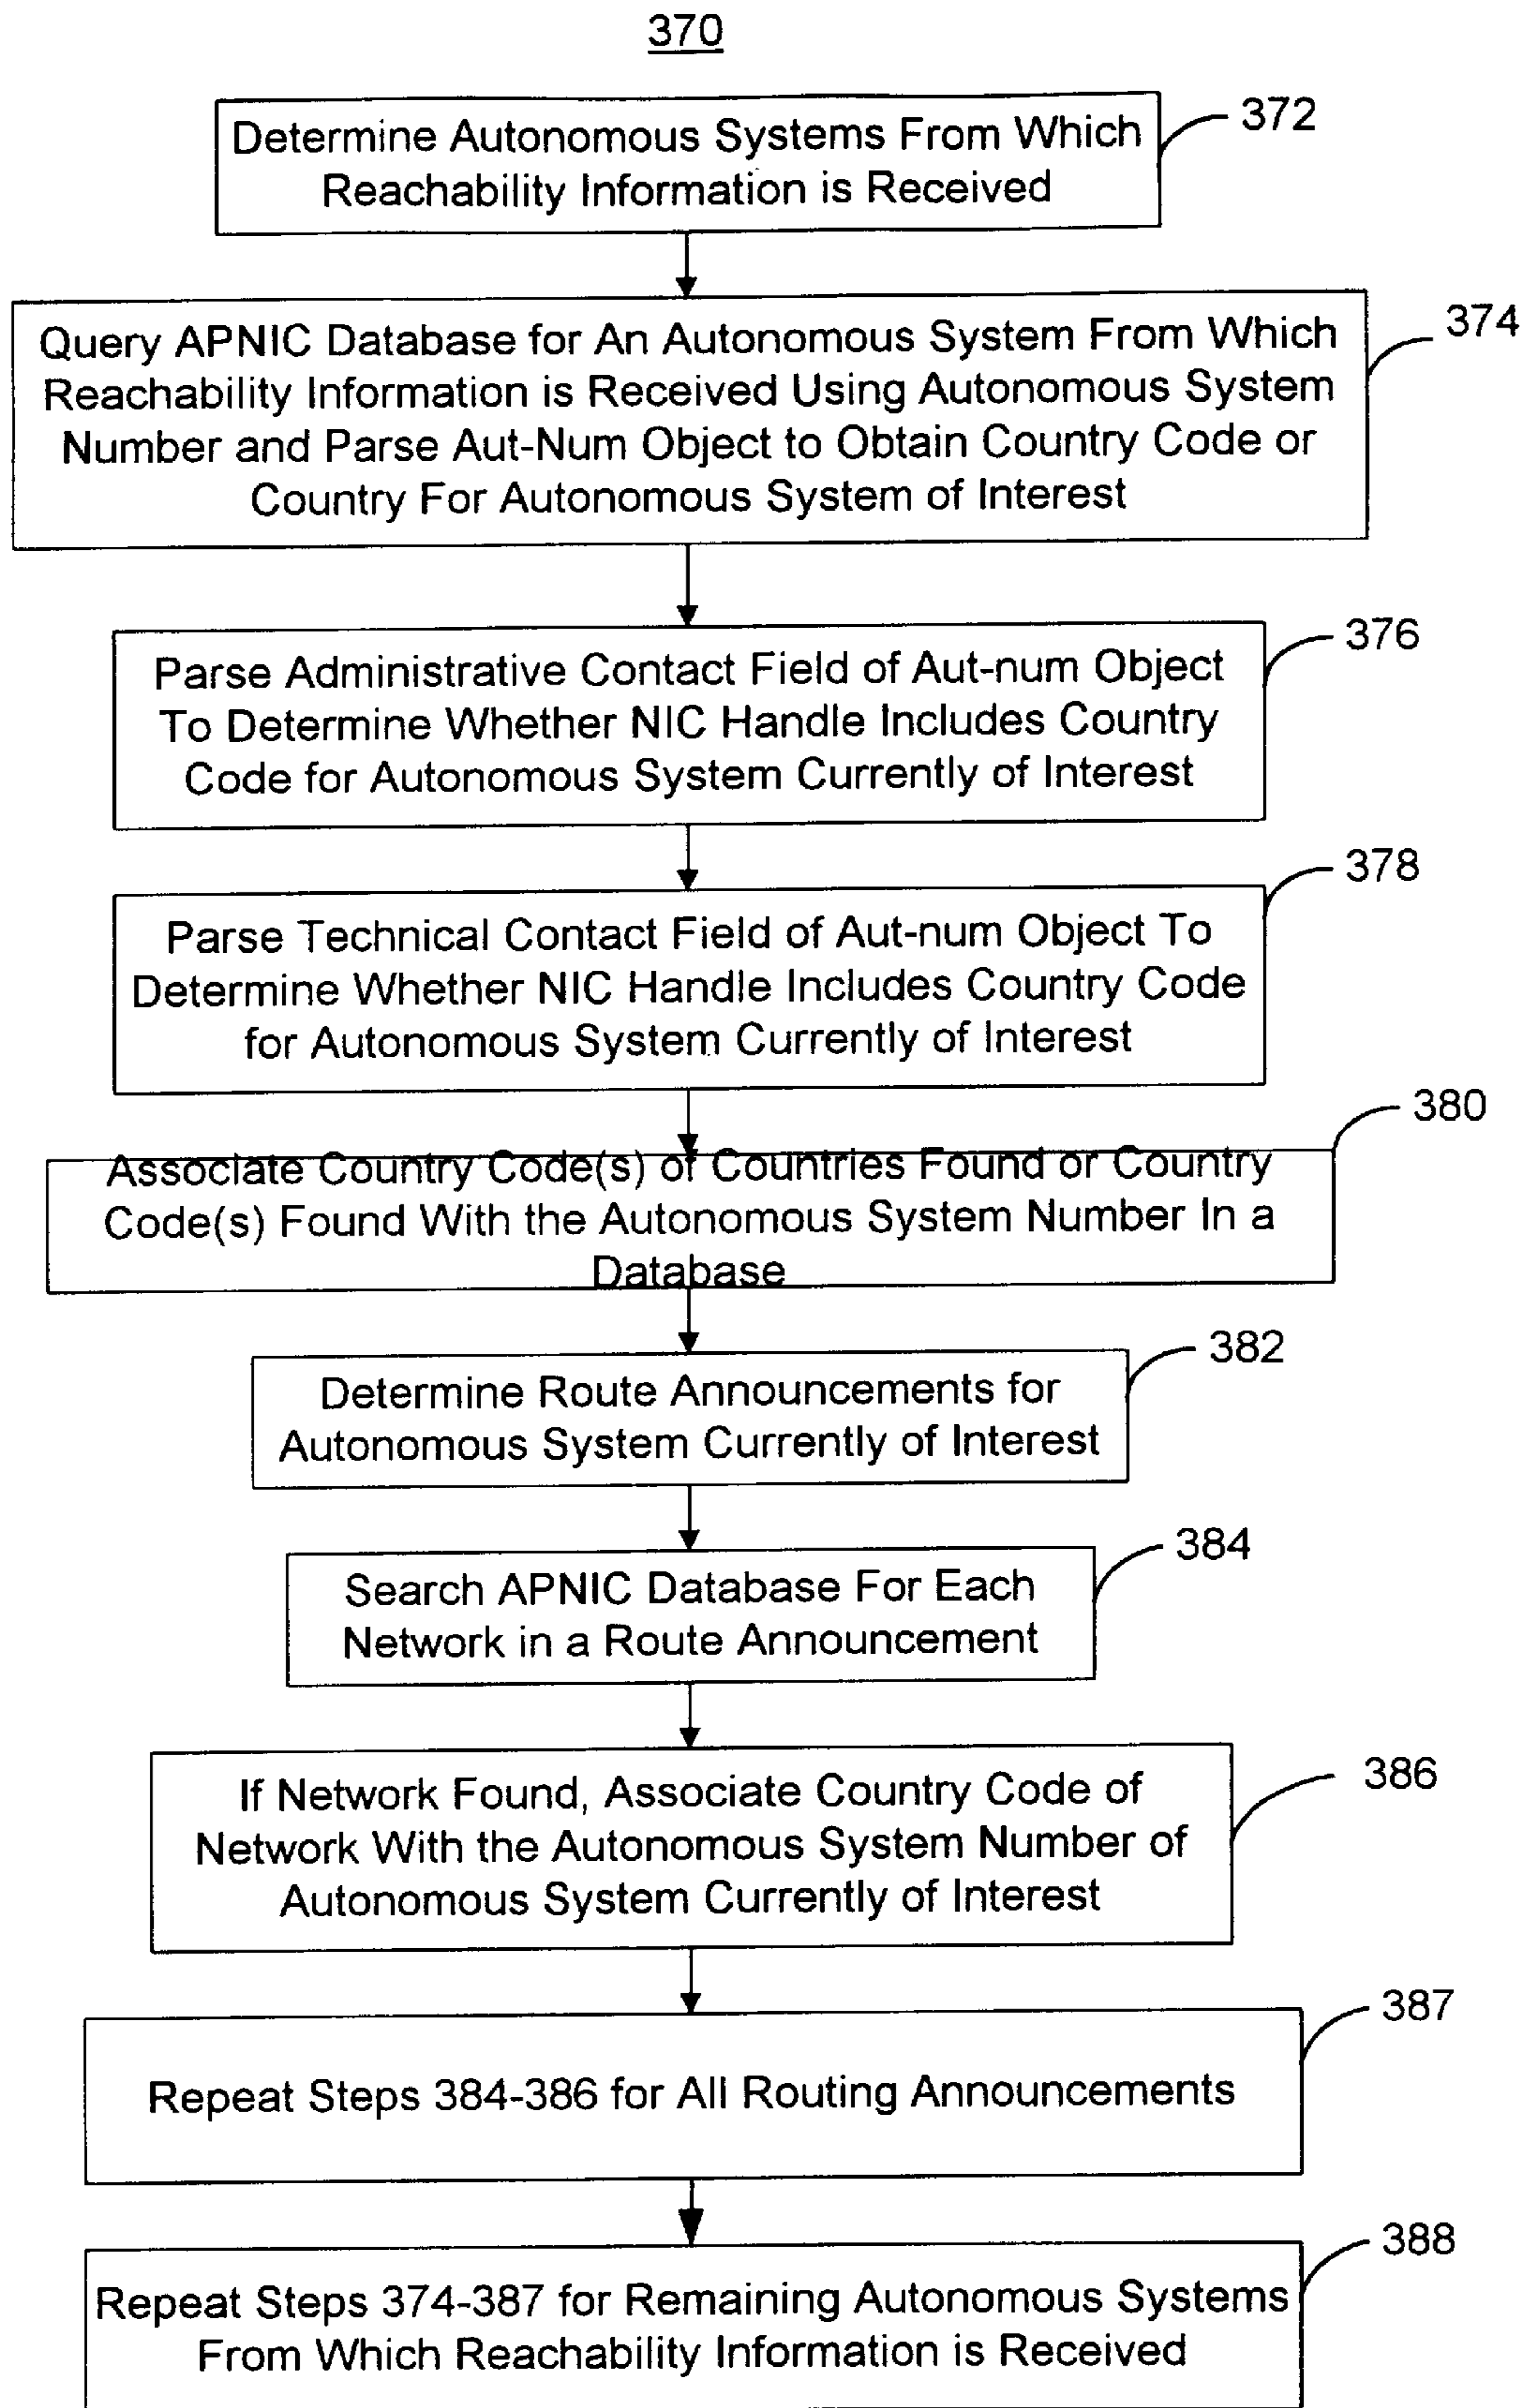 370
372
Determine Autonomous Systems From Which
Reachability Information is Received
374
Query APNIC Database for An Autonomous System From Which
Reachability Information is Received Using Autonomous System
Number and Parse Aut-Num Object to Obtain Country Code or
Country For Autonomous System of Interest
376
Parse Administrative Contact Field of Aut-num Object
To Determine Whether NIC Handle Includes Country
Code for Autonomous System Currently of Interest
378
Parse Technical Contact Field of Aut-num Object To
Determine Whether NIC Handle Includes Country Code
for Autonomous System Currently of Interest
380
Associate Country Code(s) of Countries Found or Country
Code(s) Found With the Autonomous System Number In a
Database
382
Determine Route Announcements for
Autonomous System Currently of Interest
384
Search APNIC Database For Each
Network in a Route Announcement
386
If Network Found, Associate Country Code of
Network With the Autonomous System Number of
Autonomous System Currently of Interest
387
Repeat Steps 384-386 for All Routing Announcements
388
Repeat Steps 374-387 for Remaining Autonomous Systems
From Which Reachability Information is Received